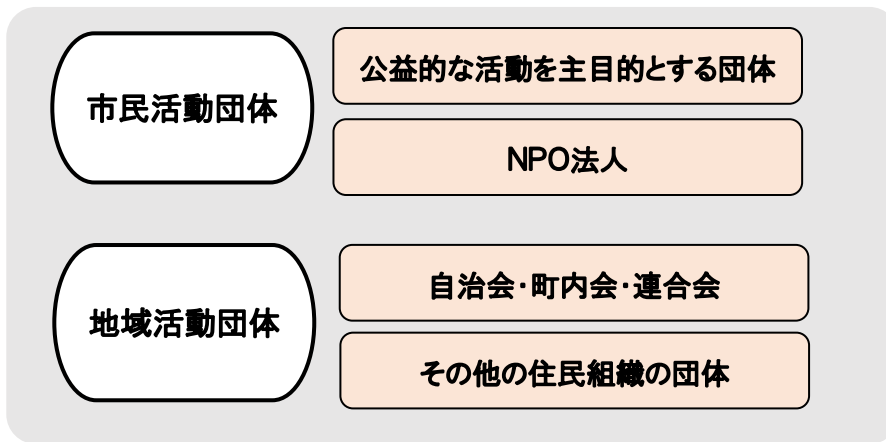 市民活動団体
公益的な活動を主目的とする団体
NPO法人
地域活動団体
自治会・町内会・連合会
その他の住民組織の団体